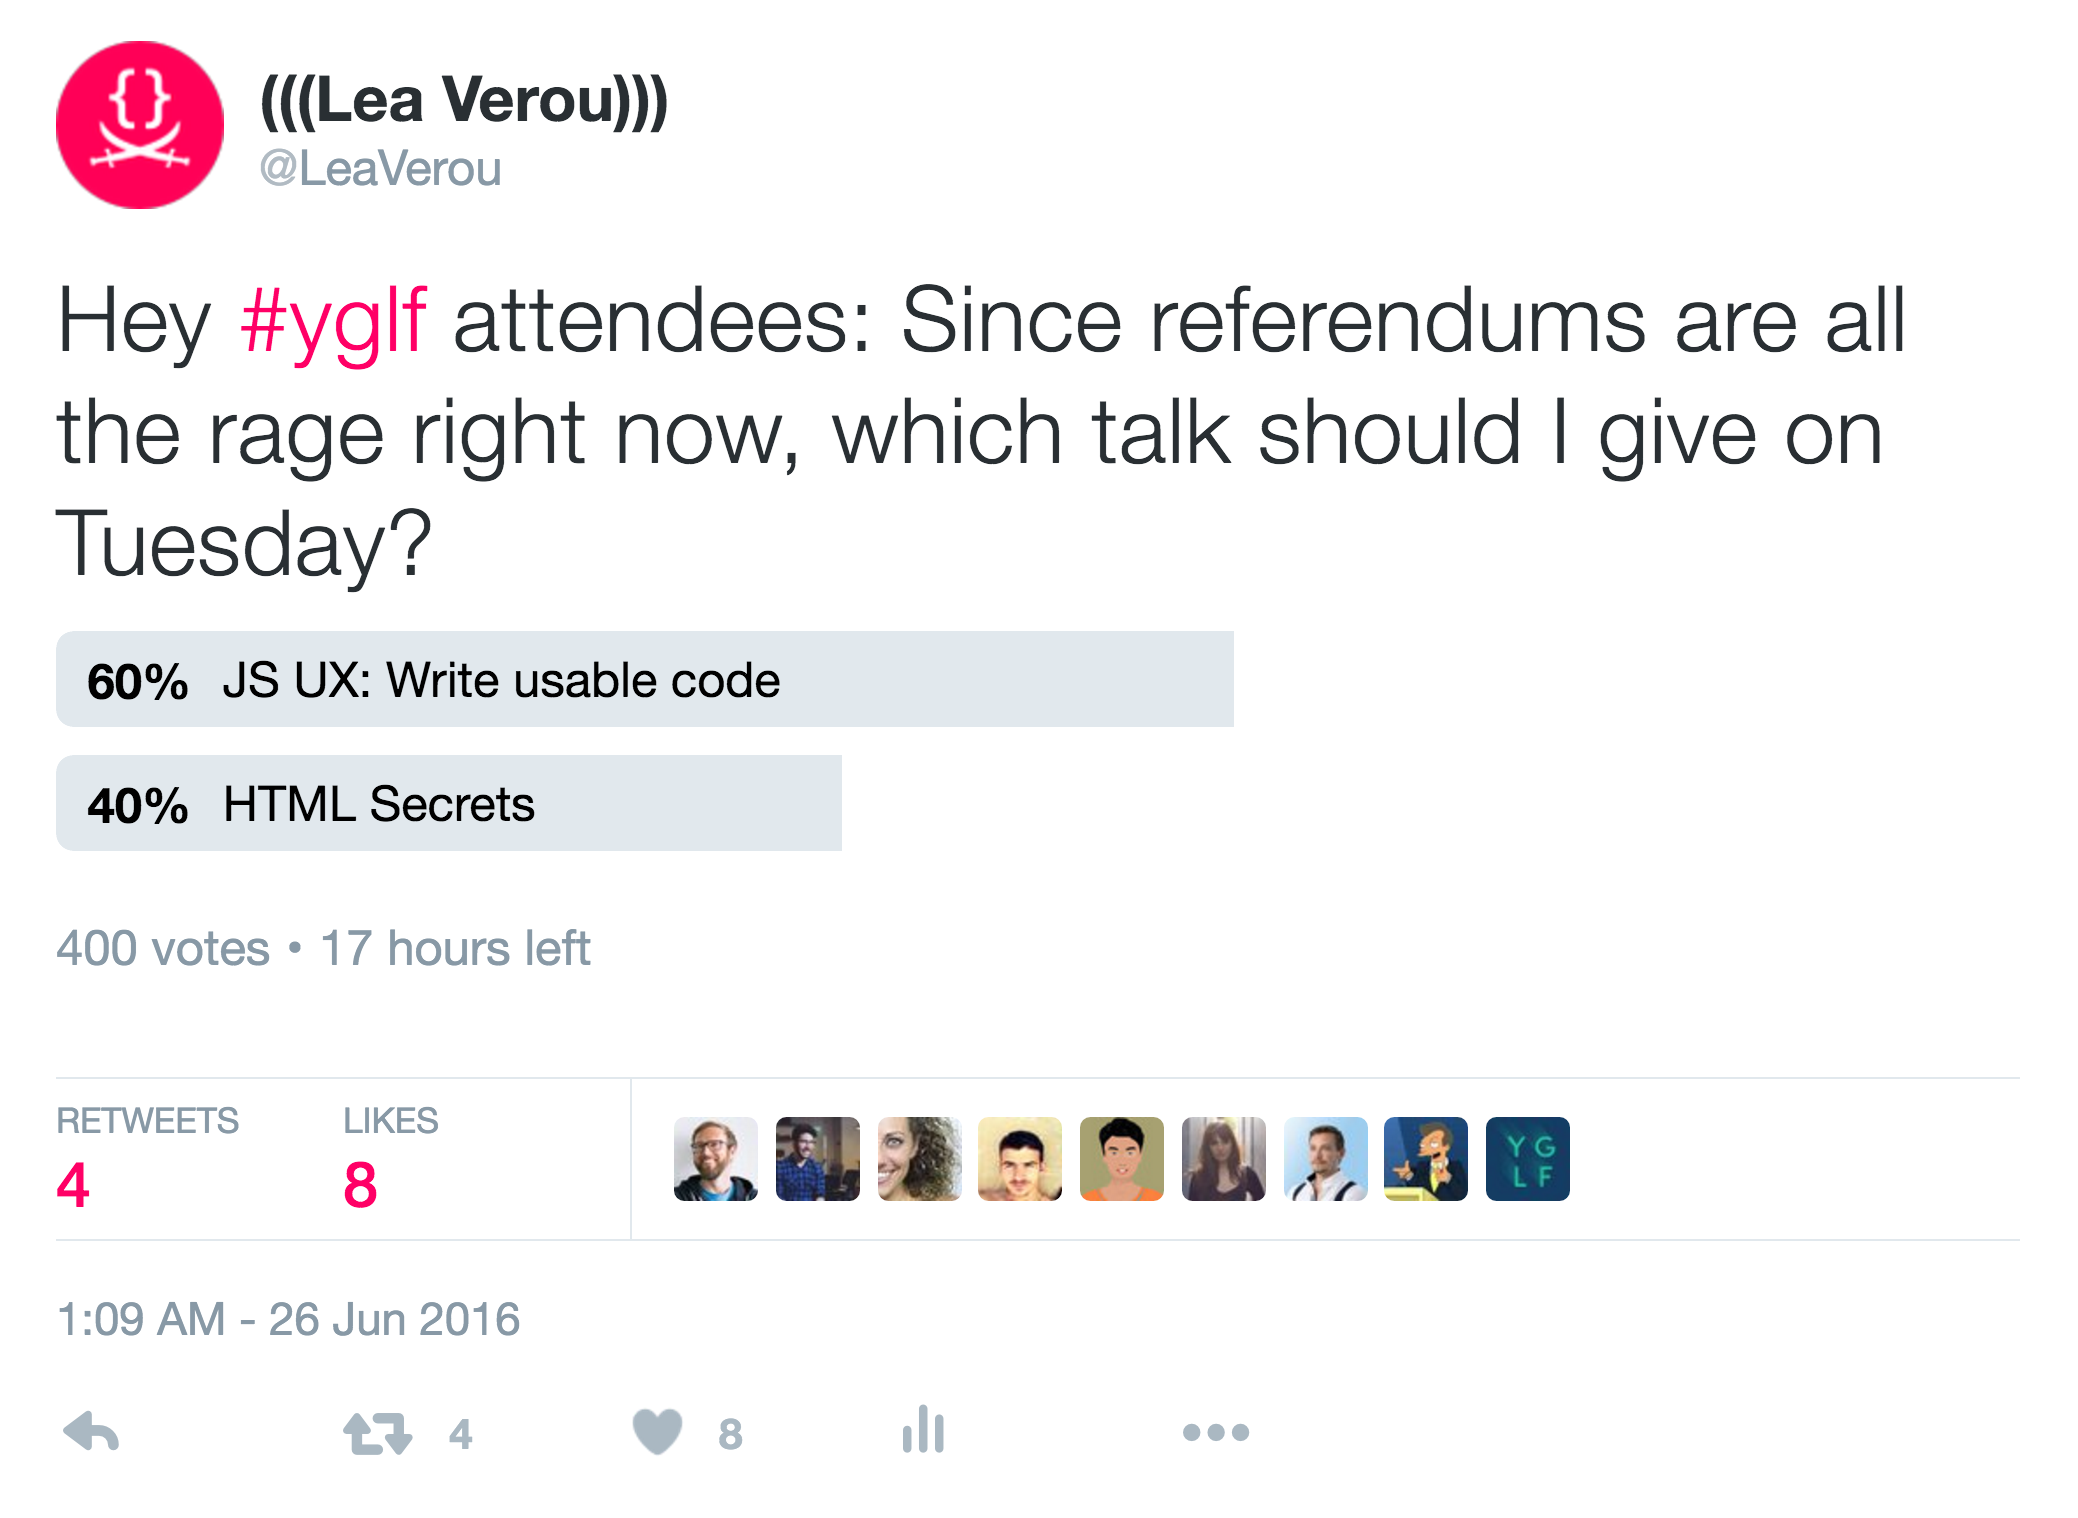 (((Lea Verou)))
@LeaVerou
Hey #yglf attendees: Since referendums are all
the rage right now, which talk should I give on
Tuesday?
60% JS UX: Write usable code
40% HTML Secrets
400 votes • 17 hours left
RETWEETS LIKES
4 8
Y G
L F
1:09 AM - 26 Jun 2016
4 8